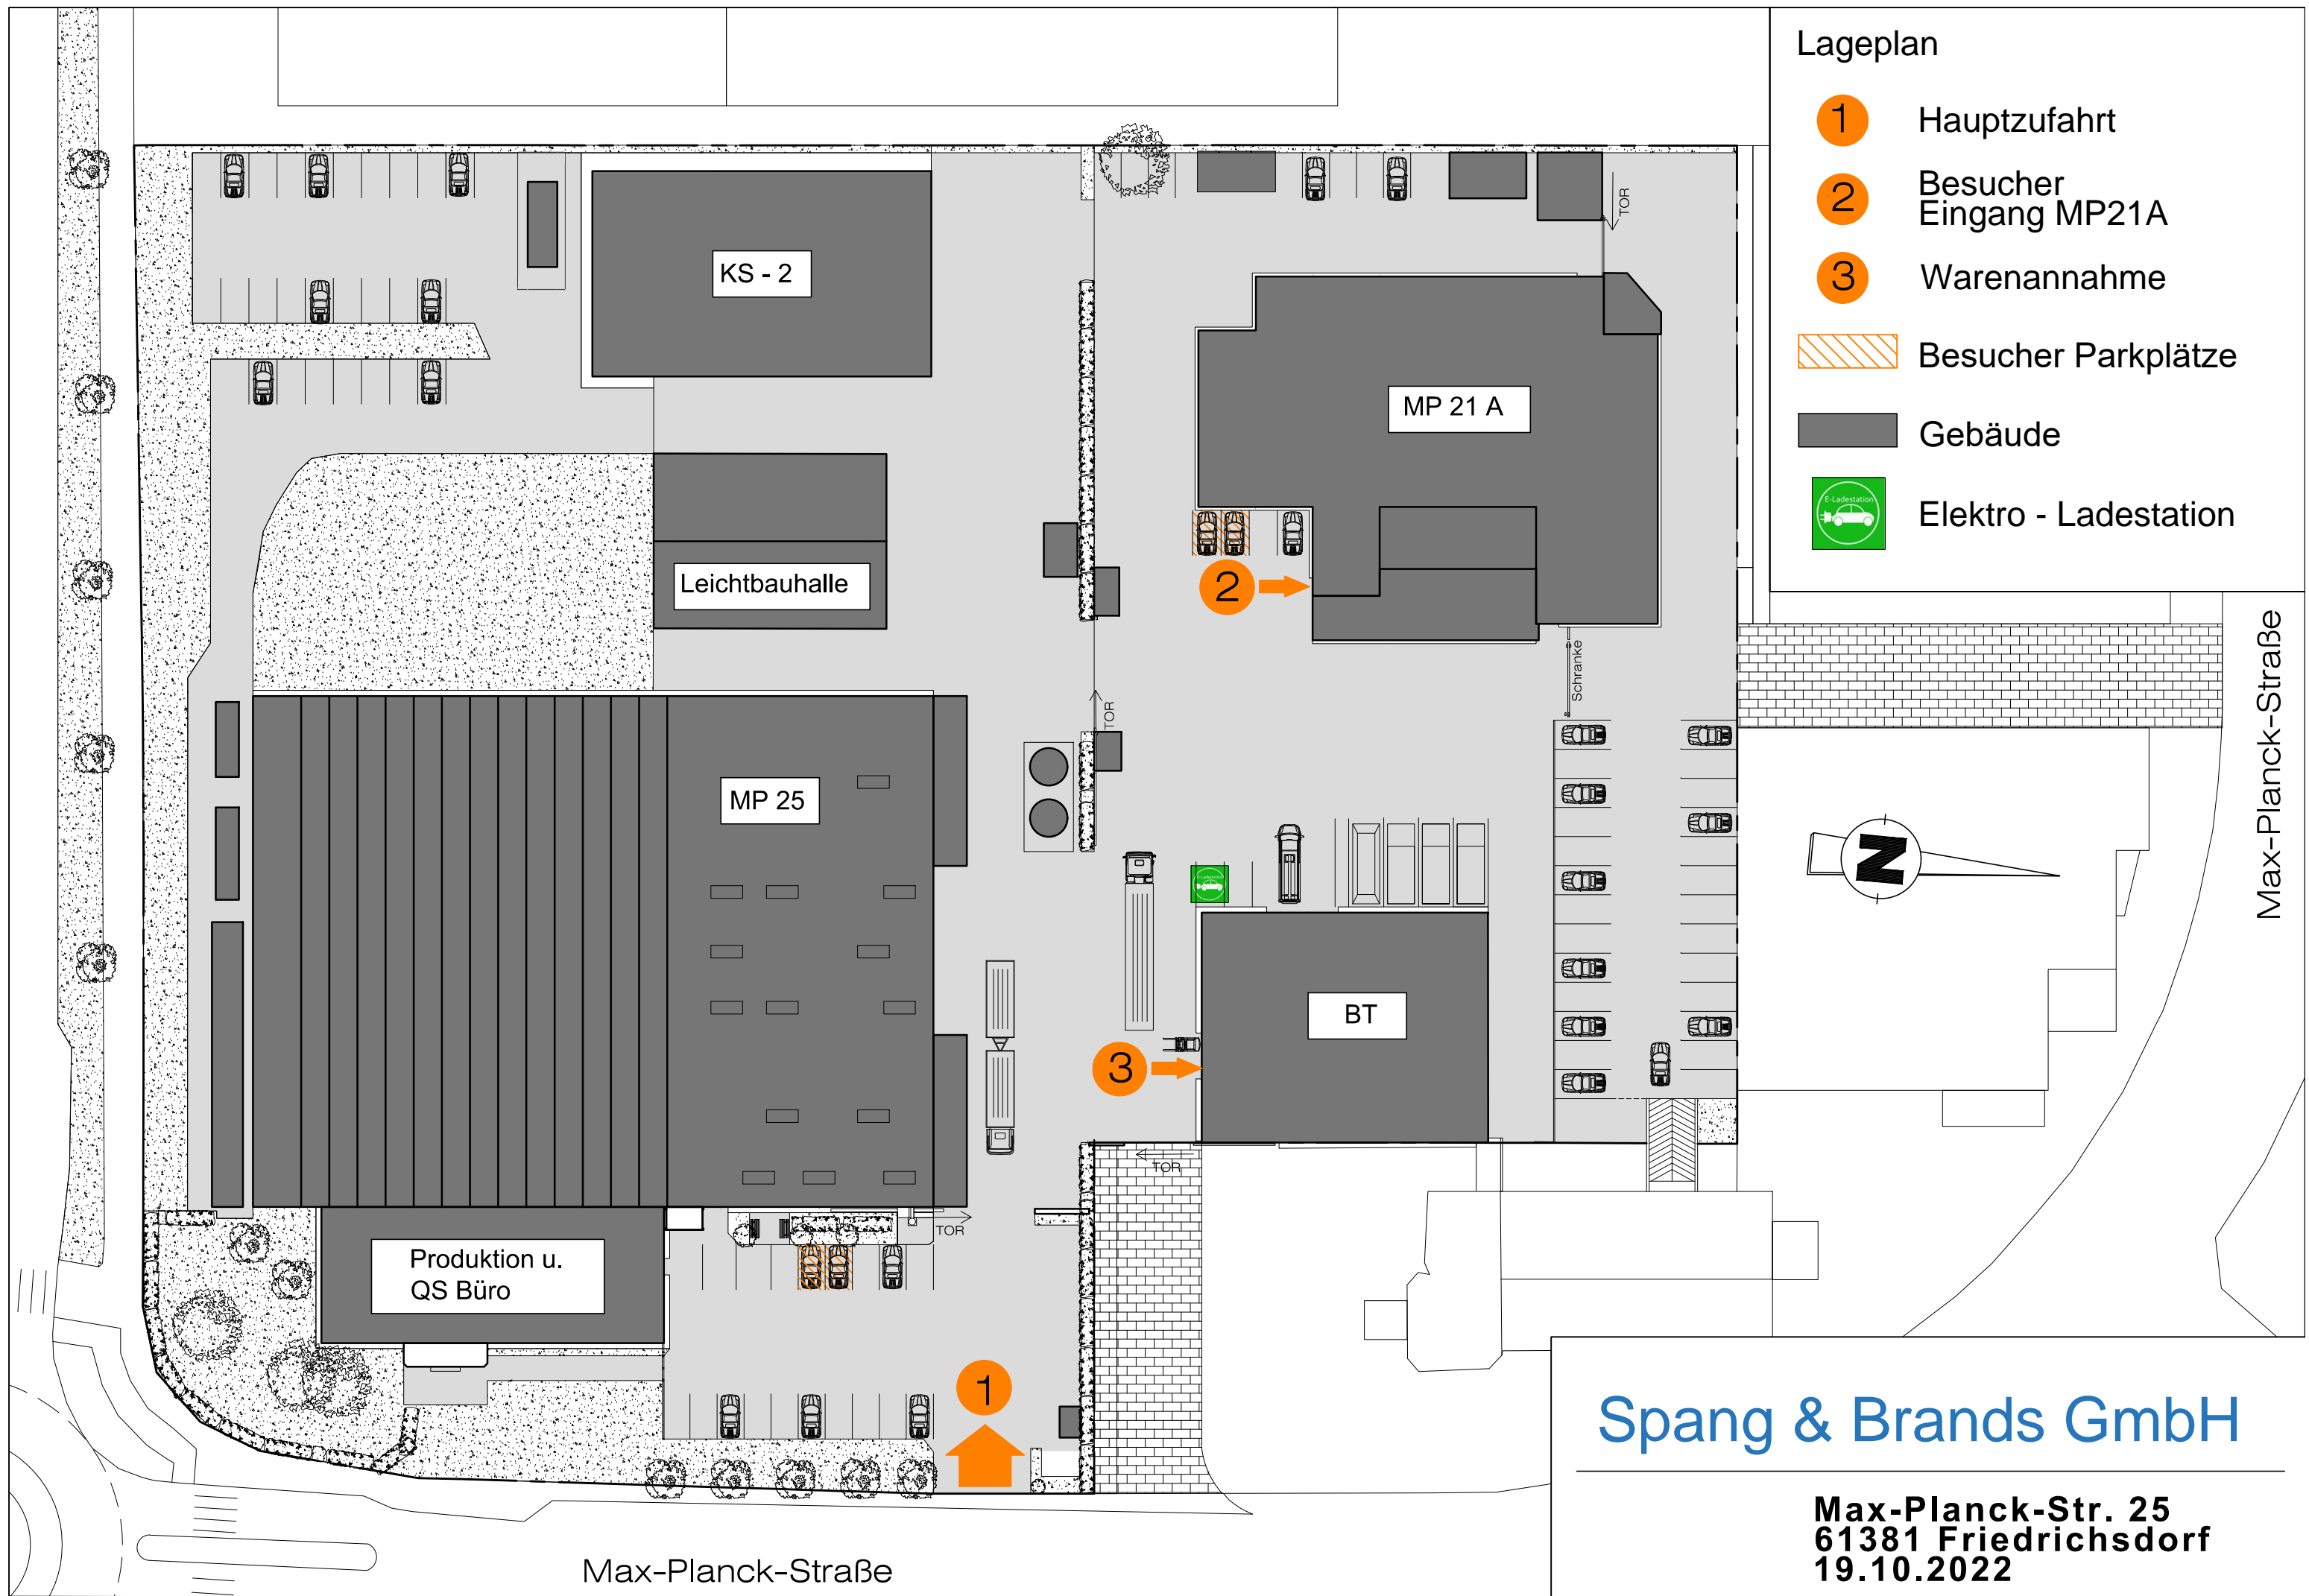 Lageplan
1 Hauptzufahrt
2 Besucher
Eingang MP21A
3 Warenannahme
Besucher Parkplätze
Gebäude
E-Ladestation
Elektro - Ladestation
TOR
KS - 2
MP 21 A
Leichtbauhalle
2
Schranke
Max-Planck-Straße
TOR
MP 25
N
E-Ladestation
BT
3
TOR
TOR
Produktion u.
QS Büro
1
Spang & Brands GmbH
Max-Planck-Str. 25
61381 Friedrichsdorf
19.10.2022
Max-Planck-Straße